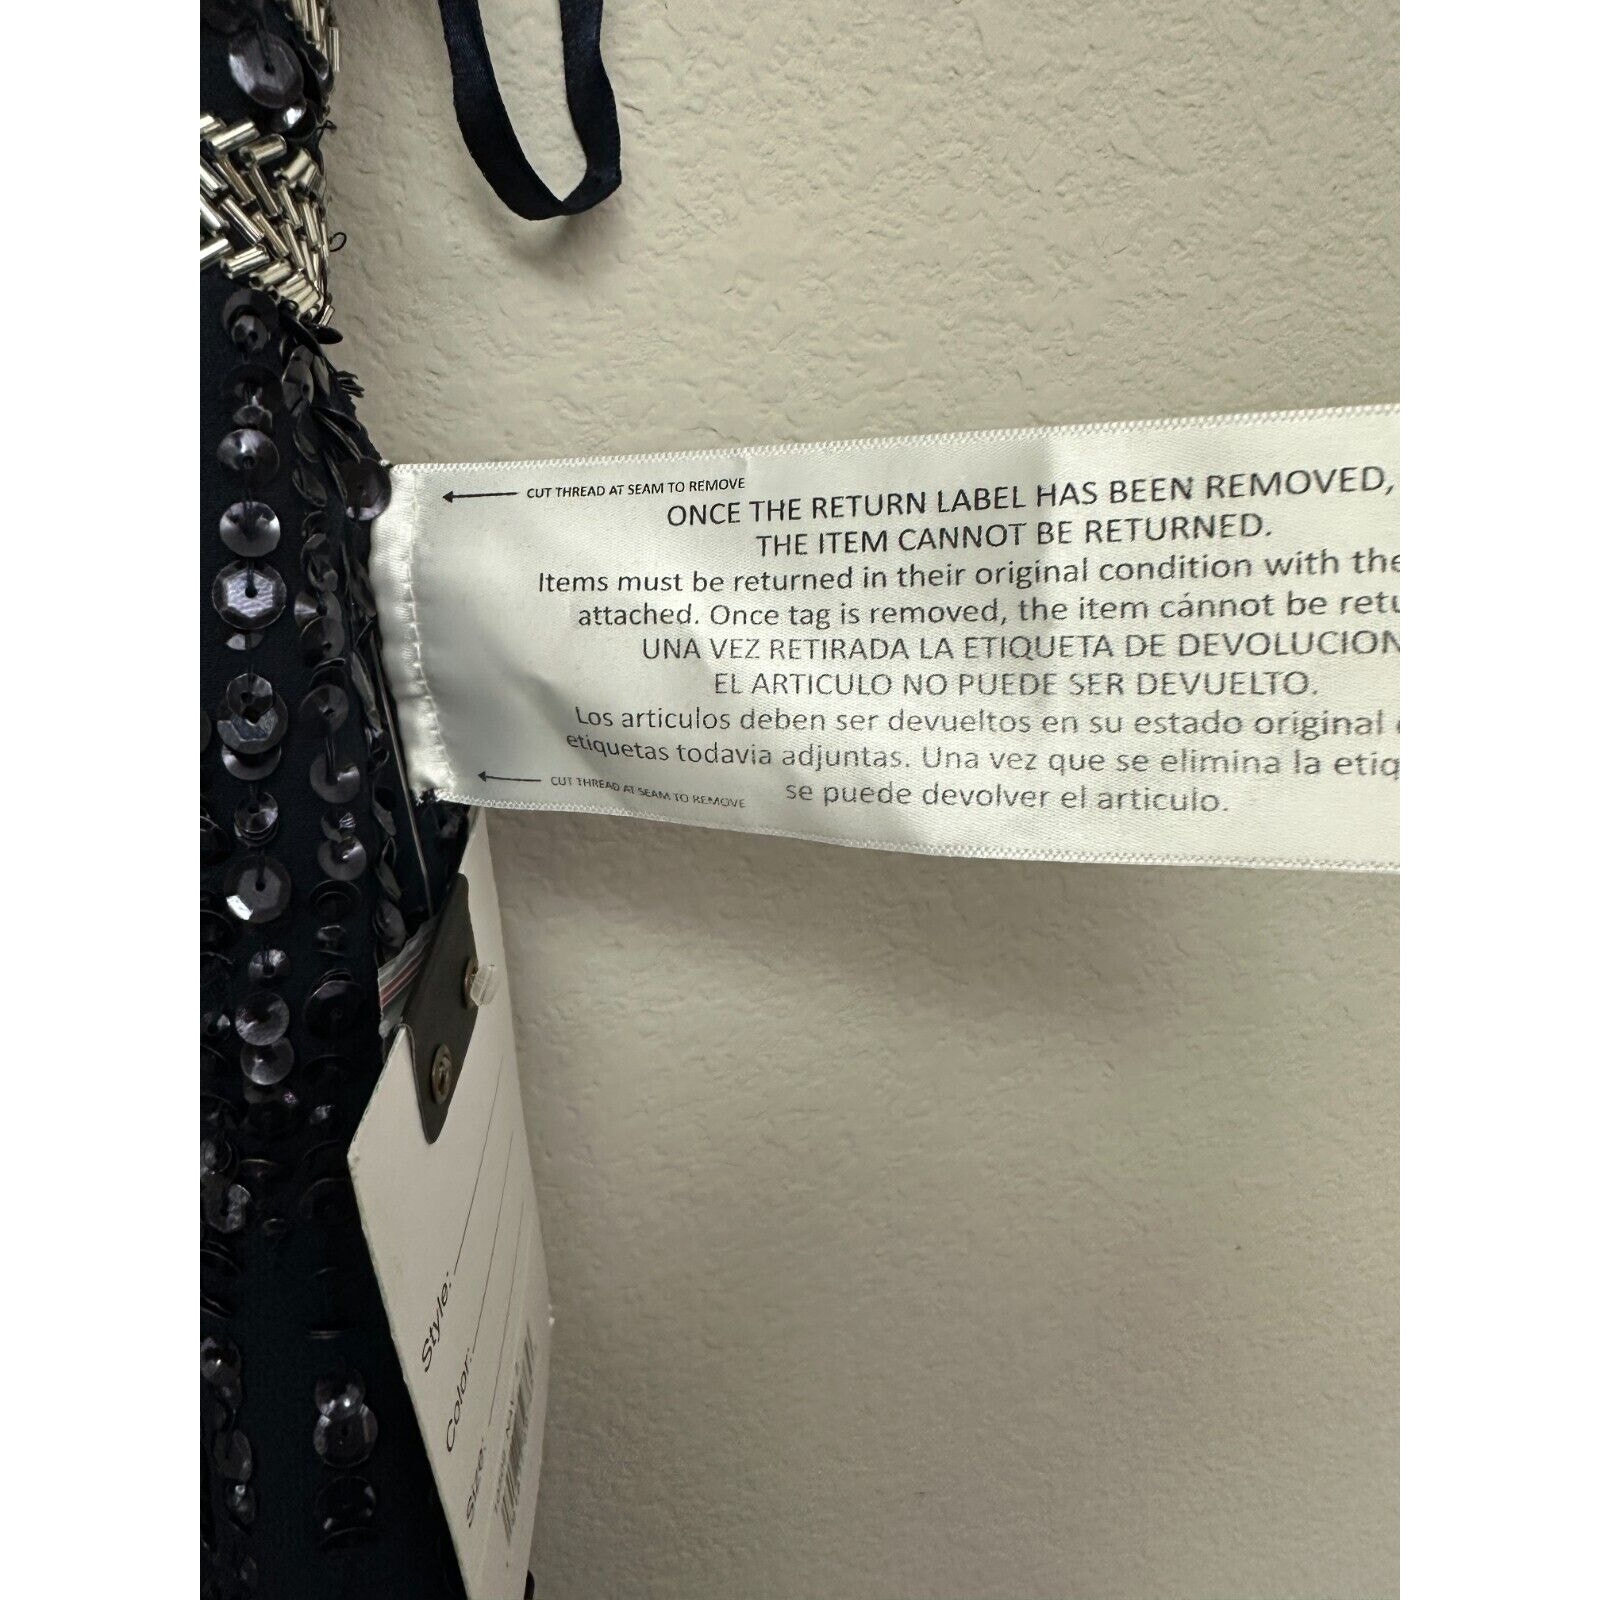 CUT THREAD AT SEAM TO REMOVE
ONCE THE RETURN LABEL HAS BEEN REMOVED,
THE ITEM CANNOT BE RETURNED.
Items must be returned in their original condition with the
attached. Once tag is removed, the item cánnot be retu
UNA VEZ RETIRADA LA ETIQUETA DE DEVOLUCION
EL ARTICULO NO PUEDE SER DEVUELTO.
Los articulos deben ser devueltos en su estado original
etiquetas todavia adjuntas. Una vez que se elimina la etiq
se puede devolver el articulo.
CUT THREAD AT SEAM TO REMOVE
Style:
Color:
Size: